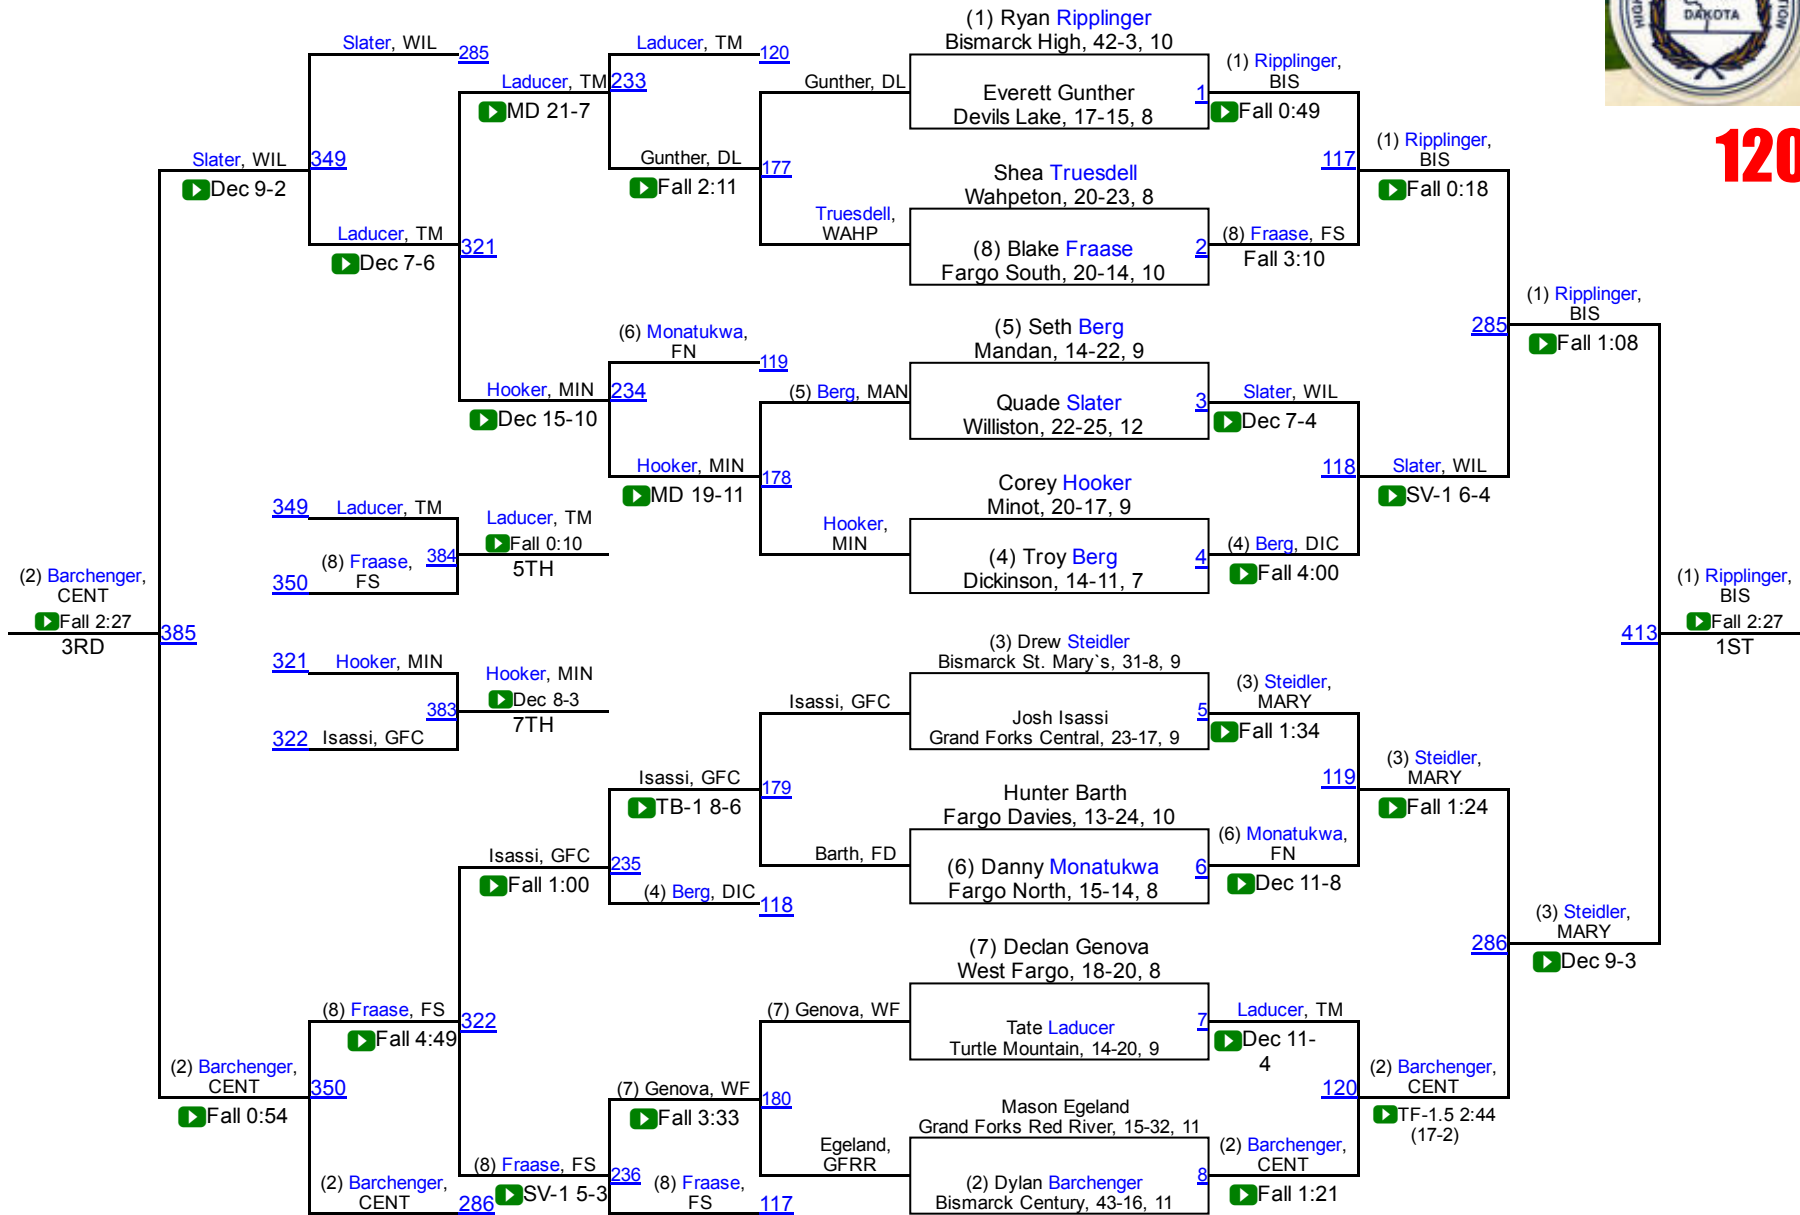 HIGH
DAKOTA
TION
120
(1) Ryan Ripplinger
Bismarck High, 42-3, 10
Everett Gunther
Devils Lake, 17-15, 8
Shea Truesdell
Wahpeton, 20-23, 8
(8) Blake Fraase
Fargo South, 20-14, 10
(5) Seth Berg
Mandan, 14-22, 9
Quade Slater
Williston, 22-25, 12
Corey Hooker
Minot, 20-17, 9
(4) Troy Berg
Dickinson, 14-11, 7
(3) Drew Steidler
Bismarck St. Mary`s, 31-8, 9
Josh Isassi
Grand Forks Central, 23-17, 9
Hunter Barth
Fargo Davies, 13-24, 10
(6) Danny Monatukwa
Fargo North, 15-14, 8
(7) Declan Genova
West Fargo, 18-20, 8
Tate Laducer
Turtle Mountain, 14-20, 9
Mason Egeland
Grand Forks Red River, 15-32, 11
(2) Dylan Barchenger
Bismarck Century, 43-16, 11
1
(1) Ripplinger,
BIS
Fall 0:49
2
(8) Fraase, FS
Fall 3:10
3
Slater, WIL
Dec 7-4
4
(4) Berg, DIC
Fall 4:00
5
(3) Steidler,
MARY
Fall 1:34
6
(6) Monatukwa,
FN
Dec 11-8
7
Laducer, TM
Dec 11-
4
8
(2) Barchenger,
CENT
Fall 1:21
117
(1) Ripplinger,
BIS
Fall 0:18
118
Slater, WIL
SV-1 6-4
119
(3) Steidler,
MARY
Fall 1:24
120
(2) Barchenger,
CENT
TF-1.5 2:44
(17-2)
285
(1) Ripplinger,
BIS
Fall 1:08
286
(3) Steidler,
MARY
Dec 9-3
413
(1) Ripplinger,
BIS
Fall 2:27
1ST
Gunther, DL
177
Truesdell,
WAHP
(5) Berg, MAN
178
Hooker,
MIN
Isassi, GFC
179
Barth, FD
(7) Genova, WF
180
Egeland,
GFRR
Laducer, TM
120
233
Gunther, DL
Fall 2:11
(6) Monatukwa,
FN
119
234
Hooker, MIN
MD 19-11
Isassi, GFC
TB-1 8-6
235
(4) Berg, DIC
118
(7) Genova, WF
Fall 3:33
236
(8) Fraase,
FS
117
Laducer, TM
MD 21-7
321
Hooker, MIN
Dec 15-10
Isassi, GFC
Fall 1:00
322
(8) Fraase, FS
SV-1 5-3
Slater, WIL
285
349
Laducer, TM
Dec 7-6
(8) Fraase, FS
Fall 4:49
350
(2) Barchenger,
CENT
286
Slater, WIL
Dec 9-2
385
(2) Barchenger,
CENT
Fall 0:54
(2) Barchenger,
CENT
Fall 2:27
3RD
349
Laducer, TM
384
350
(8) Fraase,
FS
Laducer, TM
Fall 0:10
5TH
321
Hooker, MIN
383
322
Isassi, GFC
Hooker, MIN
Dec 8-3
7TH